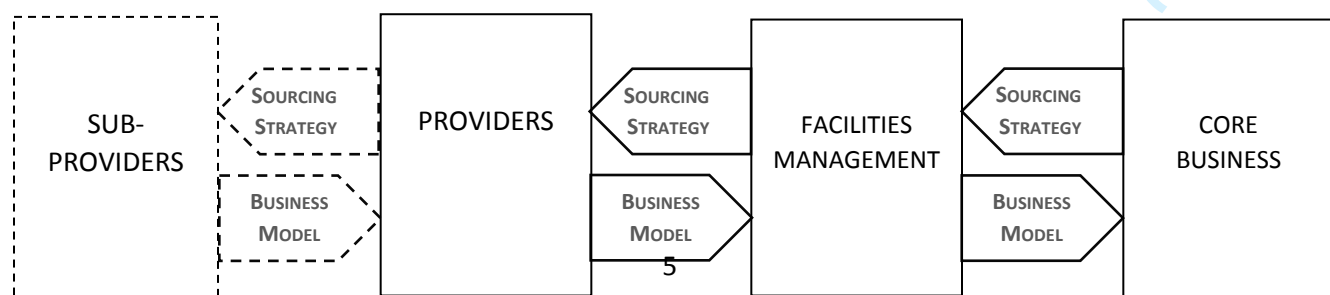 SUB-
PROVIDERS
SOURCING
STRATEGY
BUSINESS
MODEL
PROVIDERS
SOURCING
STRATEGY
BUSINESS
MODEL
5
FACILITIES
MANAGEMENT
SOURCING
STRATEGY
BUSINESS
MODEL
CORE
BUSINESS